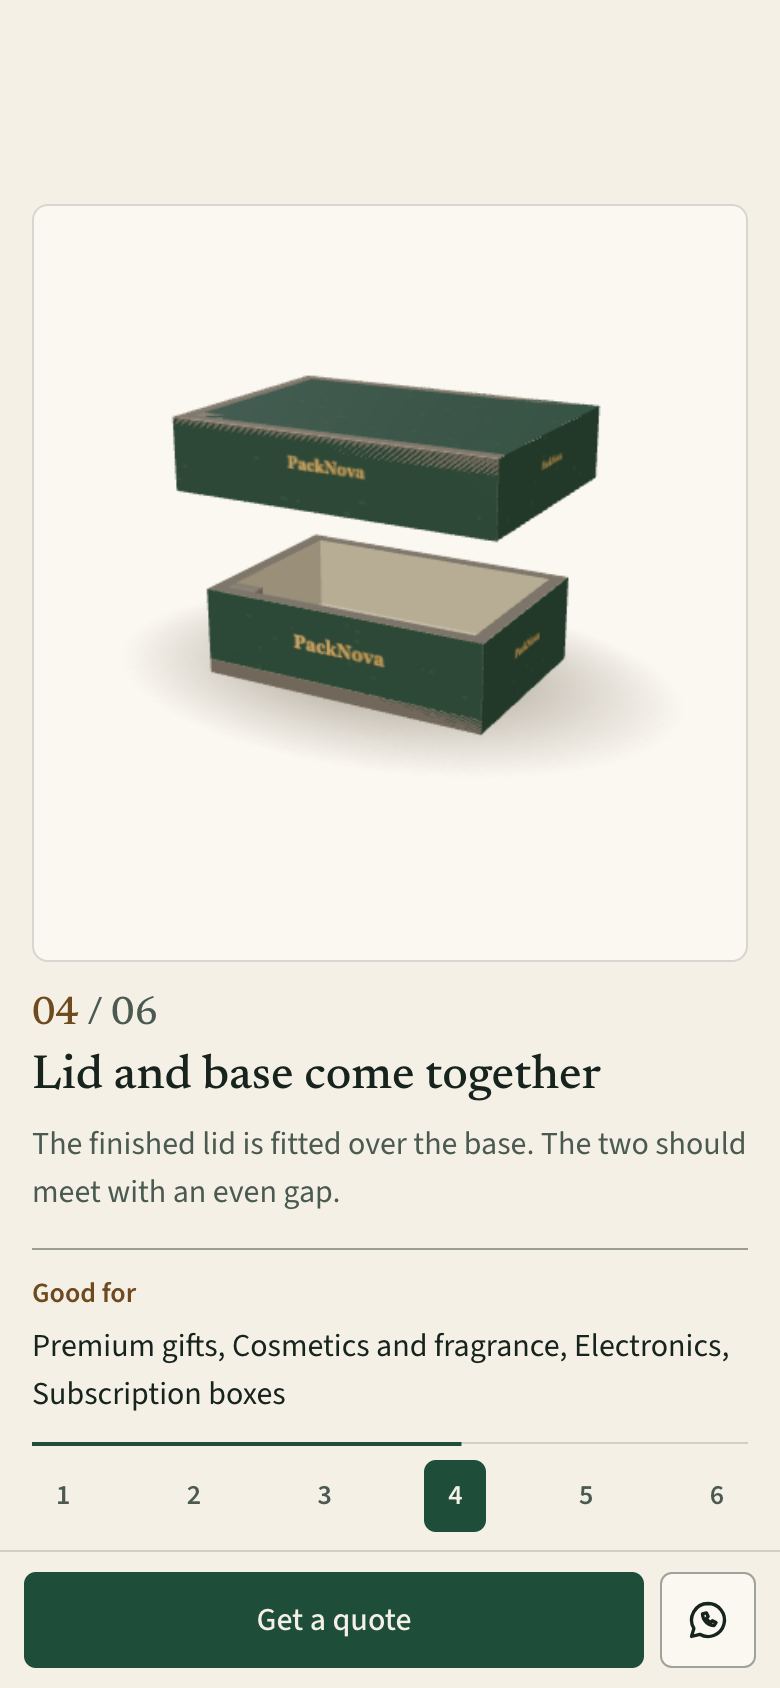 PackNova
PackNova
PackNova
PackNova
04 / 06
Lid and base come together
The finished lid is fitted over the base. The two should
meet with an even gap.
Good for
Premium gifts, Cosmetics and fragrance, Electronics,
Subscription boxes
1 2 3 4 5 6
Get a quote